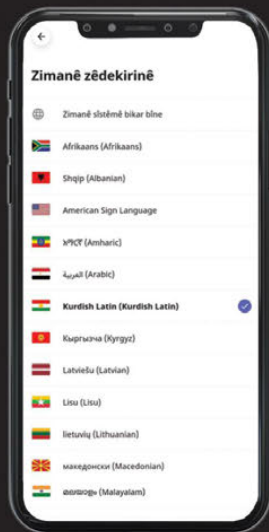 Zimanê zêdekirinê
Zimanê sîstêmê bikar bîne
Afrikaans (Afrikaans)
Shqip (Albanian)
American Sign Language
አማርኛ (Amharic)
العربية (Arabic)
Kurdish Latin (Kurdish Latin)
Кыргызча (Kyrgyz)
Latviešu (Latvian)
Lisu (Lisu)
lietuvių (Lithuanian)
македонски (Macedonian)
മലയാളം (Malayalam)